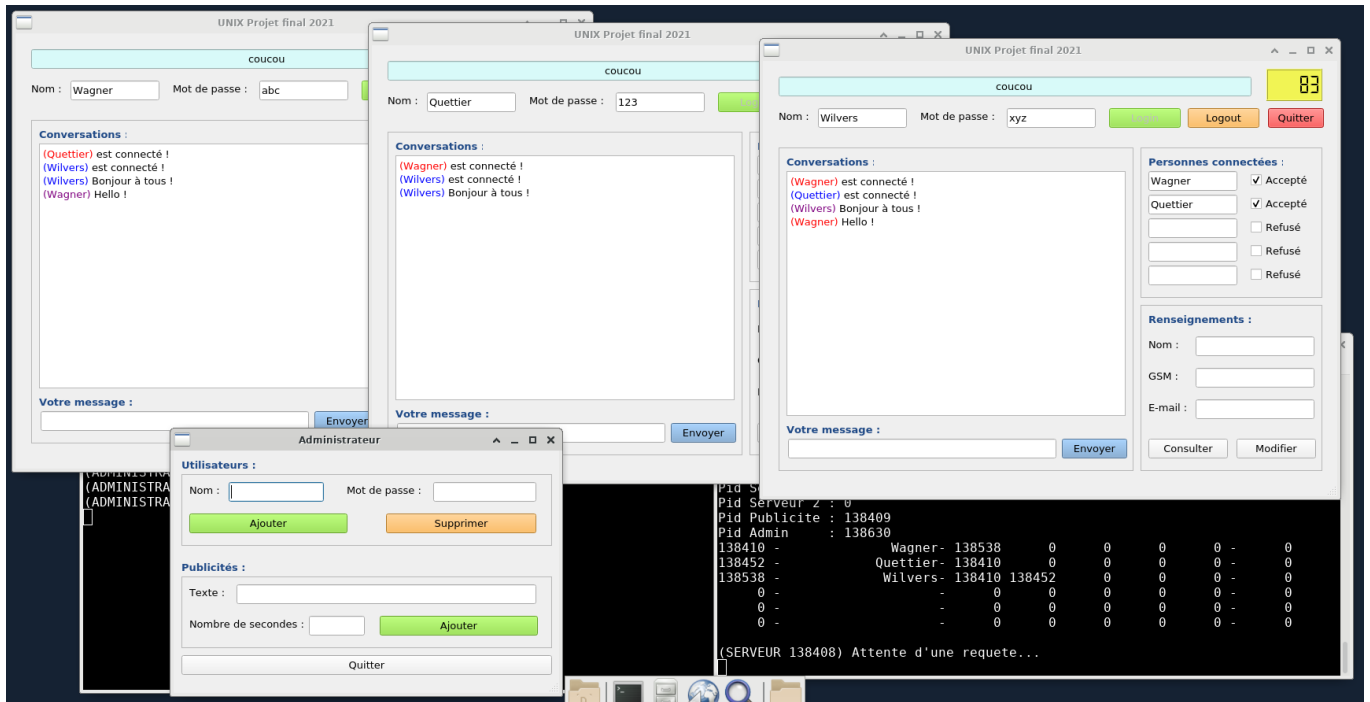 UNIX Projet final 2021
coucou
Nom : Wagner Mot de passe : abc
Conversations :
(Quettier) est connecté !
(Wilvers) est connecté !
(Wilvers) Bonjour à tous !
(Wagner) Hello !
Votre message :
Envoyer
UNIX Projet final 2021
coucou
Nom : Quettier Mot de passe : 123
Conversations :
(Wagner) est connecté !
(Wilvers) est connecté !
(Wilvers) Bonjour à tous !
Votre message :
Envoyer
UNIX Projet final 2021
coucou 83
Nom : Wilvers Mot de passe : xyz Login Logout Quitter
Conversations :
(Wagner) est connecté !
(Quettier) est connecté !
(Wilvers) Bonjour à tous !
(Wagner) Hello !
Votre message :
Envoyer
Personnes connectées :
Wagner Accepté
Quettier Accepté
Refusé
Refusé
Refusé
Renseignements :
Nom :
GSM :
E-mail :
Consulter Modifier
(ADMINISTRA
(ADMINISTRA
(ADMINISTRA
Administrateur
Utilisateurs :
Nom : Mot de passe :
Ajouter Supprimer
Publicités :
Texte :
Nombre de secondes : Ajouter
Quitter
Pid Serveur 2 : 0
Pid Publicite : 138409
Pid Admin : 138630
138410 - Wagner- 138538 0 0 0 0 - 0
138452 - Quettier- 138410 0 0 0 0 - 0
138538 - Wilvers- 138410 138452 0 0 0 - 0
0 - - 0 0 0 0 0 - 0
0 - - 0 0 0 0 0 - 0
0 - - 0 0 0 0 0 - 0
(SERVEUR 138408) Attente d'une requete...